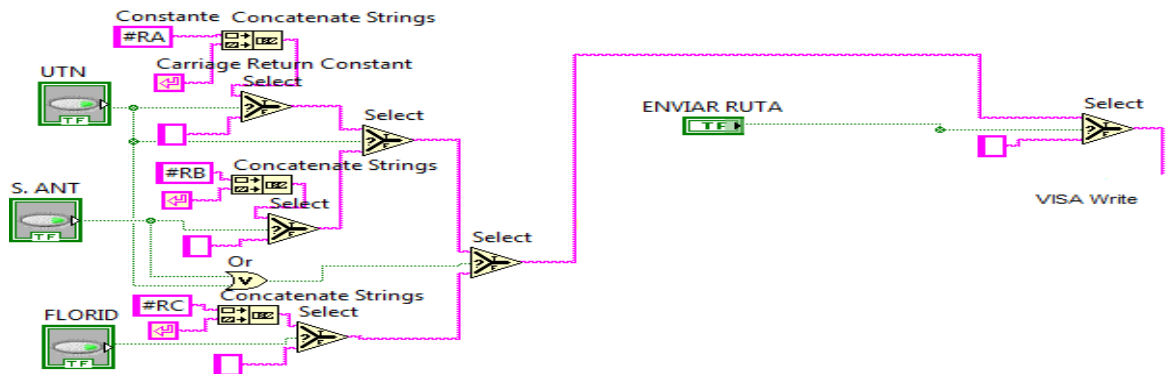 Constante Concatenate Strings
#RA
UTN
Carriage Return Constant
Select
TF
Select
ENVIAR RUTA
TF
Select
#RB
Concatenate Strings
S. ANT
Select
TF
VISA Write
Select
Or
V
Concatenate Strings
#RC
Select
FLORID
TF